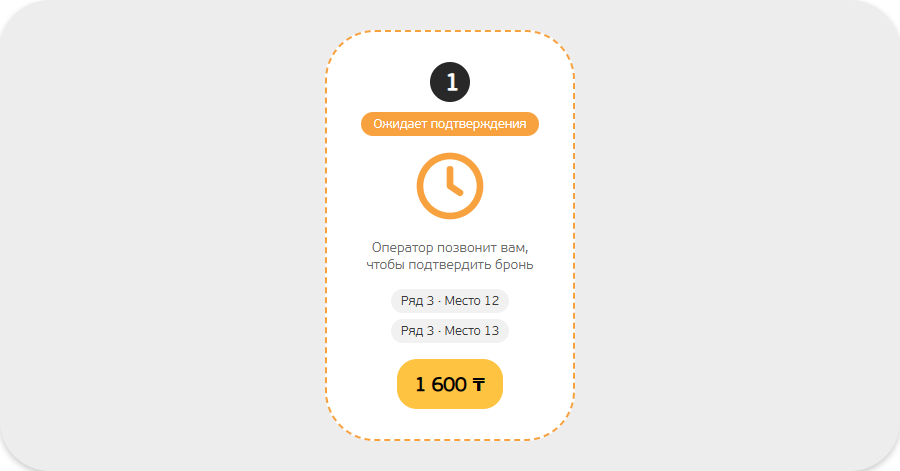 1
Ожидает подтверждения
Оператор позвонит вам,
чтобы подтвердить бронь
Ряд 3 · Место 12
Ряд 3 · Место 13
1 600 ₸